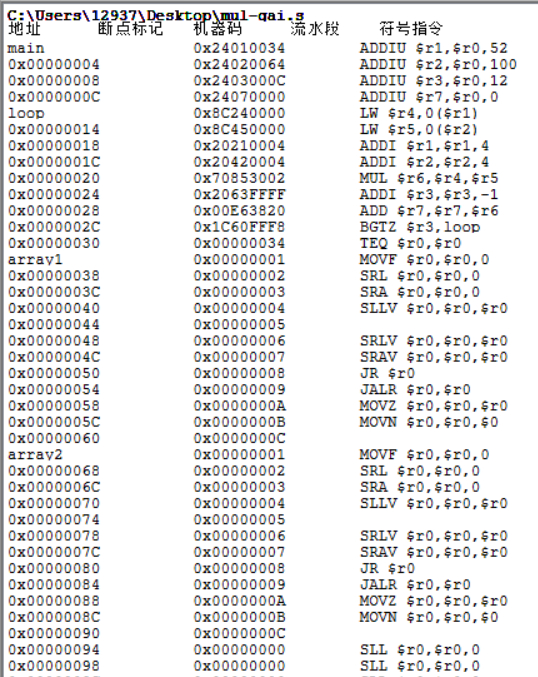 C:\Users\12937\Desktop\mul-gai.s
地址 断点标记 机器码 流水段 符号指令
main 0x24010034 ADDIU $r1,$r0,52
0x00000004 0x24020064 ADDIU $r2,$r0,100
0x00000008 0x2403000C ADDIU $r3,$r0,12
0x0000000C 0x24070000 ADDIU $r7,$r0,0
loop 0x8C240000 LW $r4,0($r1)
0x00000014 0x8C450000 LW $r5,0($r2)
0x00000018 0x20210004 ADDI $r1,$r1,4
0x0000001C 0x20420004 ADDI $r2,$r2,4
0x00000020 0x70853002 MUL $r6,$r4,$r5
0x00000024 0x2063FFFF ADDI $r3,$r3,-1
0x00000028 0x00E63820 ADD $r7,$r7,$r6
0x0000002C 0x1C60FFF8 BGTZ $r3,loop
0x00000030 0x00000034 TEQ $r0,$r0
array1 0x00000001 MOVF $r0,$r0,0
0x00000038 0x00000002 SRL $r0,$r0,0
0x0000003C 0x00000003 SRA $r0,$r0,0
0x00000040 0x00000004 SLLV $r0,$r0,$r0
0x00000044 0x00000005
0x00000048 0x00000006 SRLV $r0,$r0,$r0
0x0000004C 0x00000007 SRAV $r0,$r0,$r0
0x00000050 0x00000008 JR $r0
0x00000054 0x00000009 JALR $r0,$r0
0x00000058 0x0000000A MOVZ $r0,$r0,$r0
0x0000005C 0x0000000B MOVN $r0,$r0,$0
0x00000060 0x0000000C
array2 0x00000001 MOVF $r0,$r0,0
0x00000068 0x00000002 SRL $r0,$r0,0
0x0000006C 0x00000003 SRA $r0,$r0,0
0x00000070 0x00000004 SLLV $r0,$r0,$r0
0x00000074 0x00000005
0x00000078 0x00000006 SRLV $r0,$r0,$r0
0x0000007C 0x00000007 SRAV $r0,$r0,$r0
0x00000080 0x00000008 JR $r0
0x00000084 0x00000009 JALR $r0,$r0
0x00000088 0x0000000A MOVZ $r0,$r0,$r0
0x0000008C 0x0000000B MOVN $r0,$r0,$0
0x00000090 0x0000000C
0x00000094 0x00000000 SLL $r0,$r0,0
0x00000098 0x00000000 SLL $r0,$r0,0